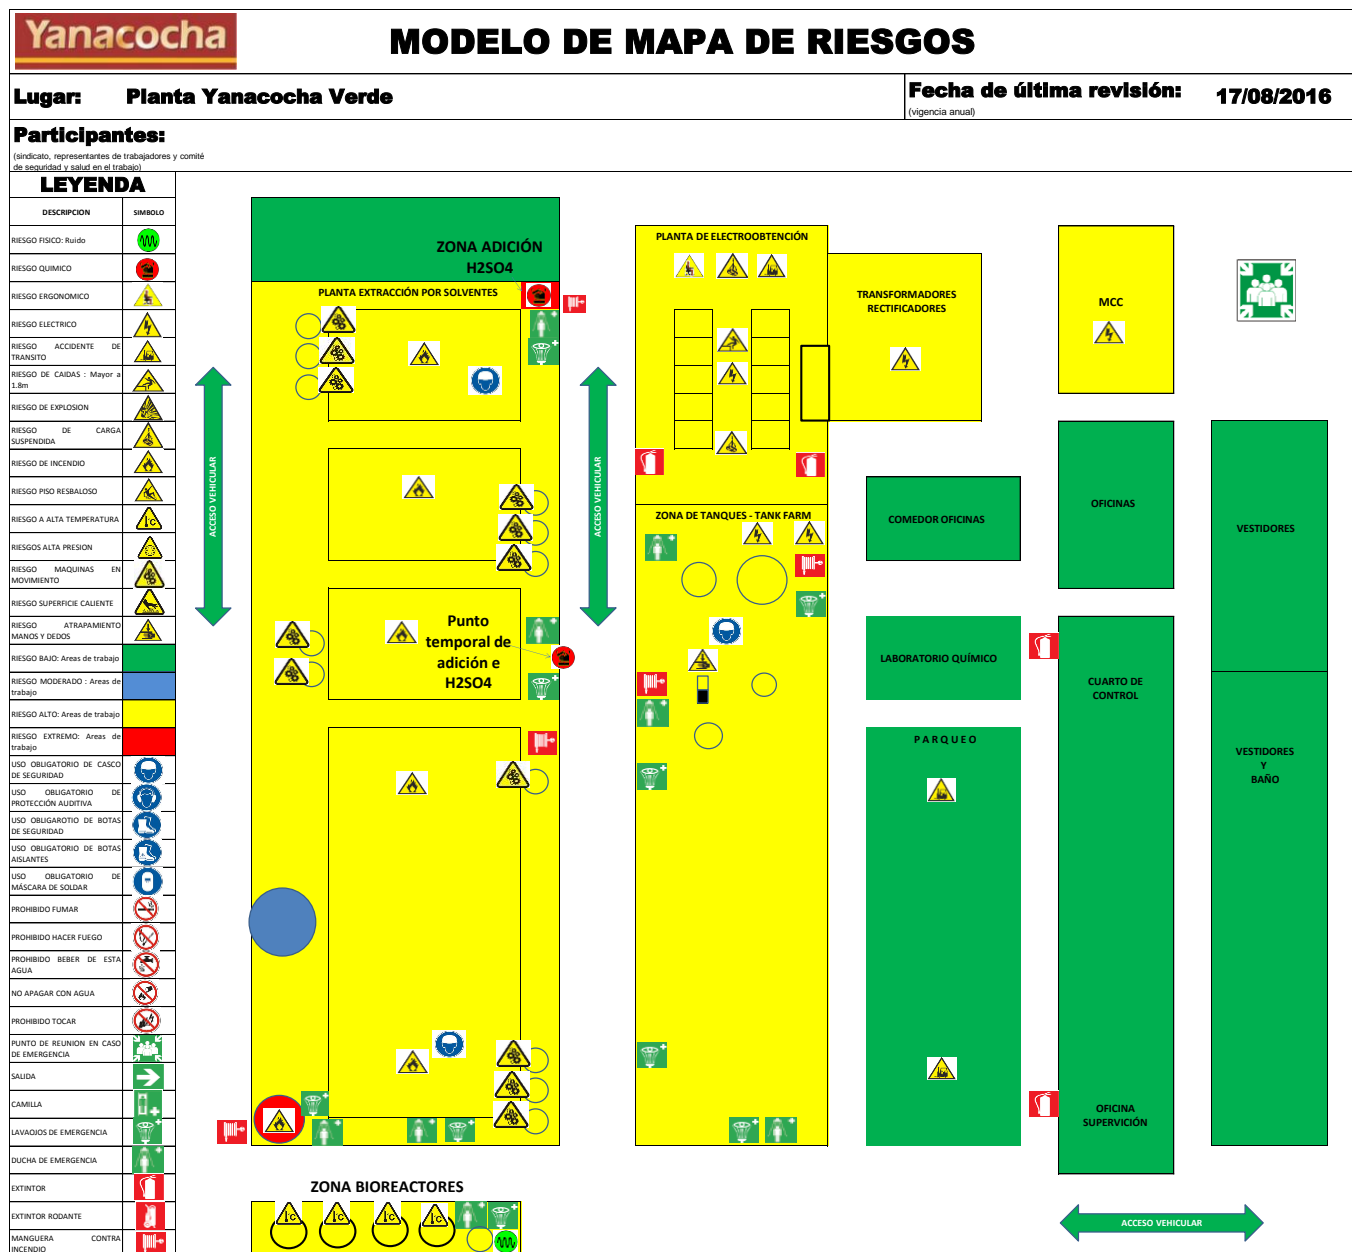 Yanacocha
MODELO DE MAPA DE RIESGOS
Lugar: Planta Yanacocha Verde
Fecha de última revisión: 17/08/2016
(vigencia anual)
Participantes:
(sindicato, representantes de trabajadores y comité
de seguridad y salud en el trabajo)
LEYENDA
DESCRIPCION SIMBOLO
RIESGO FISICO: Ruido
RIESGO QUIMICO
RIESGO ERGONOMICO
RIESGO ELECTRICO
RIESGO ACCIDENTE DE
TRANSITO
RIESGO DE CAIDAS : Mayor a
1.8m
RIESGO DE EXPLOSION
RIESGO DE CARGA
SUSPENDIDA
RIESGO DE INCENDIO
RIESGO PISO RESBALOSO
RIESGO A ALTA TEMPERATURA
RIESGOS ALTA PRESION
RIESGO MAQUINAS EN
MOVIMIENTO
RIESGO SUPERFICIE CALIENTE
RIESGO ATRAPAMIENTO
MANOS Y DEDOS
RIESGO BAJO: Areas de trabajo
RIESGO MODERADO : Areas de
trabajo
RIESGO ALTO: Areas de trabajo
RIESGO EXTREMO: Areas de
trabajo
USO OBLIGATORIO DE CASCO
DE SEGURIDAD
USO OBLIGATORIO DE
PROTECCIÓN AUDITIVA
USO OBLIGAROTIO DE BOTAS
DE SEGURIDAD
USO OBLIGATORIO DE BOTAS
AISLANTES
USO OBLIGATORIO DE
MÁSCARA DE SOLDAR
PROHIBIDO FUMAR
PROHIBIDO HACER FUEGO
PROHIBIDO BEBER DE ESTA
AGUA
NO APAGAR CON AGUA
PROHIBIDO TOCAR
PUNTO DE REUNION EN CASO
DE EMERGENCIA
SALIDA
CAMILLA
LAVAOJOS DE EMERGENCIA
DUCHA DE EMERGENCIA
EXTINTOR
EXTINTOR RODANTE
MANGUERA CONTRA
INCENDIO
ZONA ADICIÓN
H2SO4
PLANTA EXTRACCIÓN POR SOLVENTES
ACCESO VEHICULAR
ACCESO VEHICULAR
Punto
temporal de
adición e
H2SO4
ZONA BIOREACTORES
°C
°C
°C
°C
PLANTA DE ELECTROOBTENCIÓN
TRANSFORMADORES
RECTIFICADORES
ZONA DE TANQUES - TANK FARM
COMEDOR OFICINAS
LABORATORIO QUÍMICO
PARQUEO
MCC
OFICINAS
CUARTO DE
CONTROL
OFICINA
SUPERVICIÓN
VESTIDORES
VESTIDORES
Y
BAÑO
ACCESO VEHICULAR